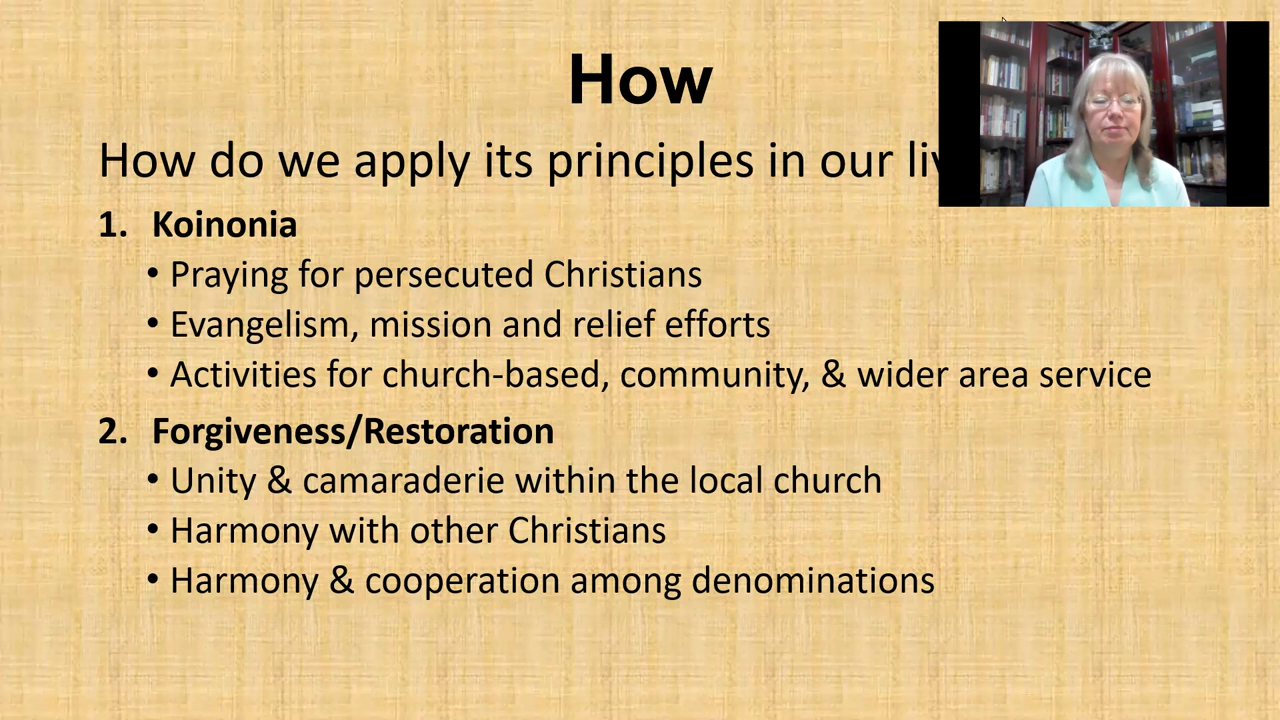 How
How do we apply its principles in our
1. Koinonia
• Praying for persecuted Christians
• Evangelism, mission and relief efforts
• Activities for church-based, community, & wider area service
2. Forgiveness/Restoration
• Unity & camaraderie within the local church
• Harmony with other Christians
• Harmony & cooperation among denominations